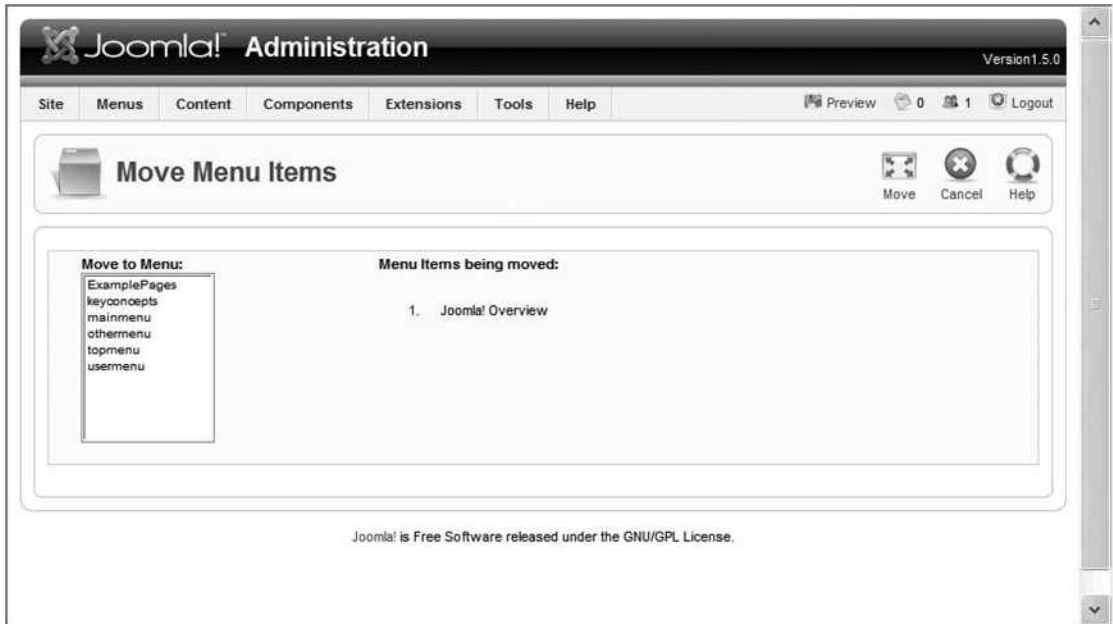 Joomla!™ Administration
Version1.5.0
Site Menus Content Components Extensions Tools Help Preview 0 1 Logout
Move Menu Items
Move Cancel Help
Move to Menu: Menu Items being moved:
ExamplePages
keyconcepts
mainmenu
othermenu
topmenu
usermenu
1. Joomla! Overview
Joomla! is Free Software released under the GNU/GPL License.